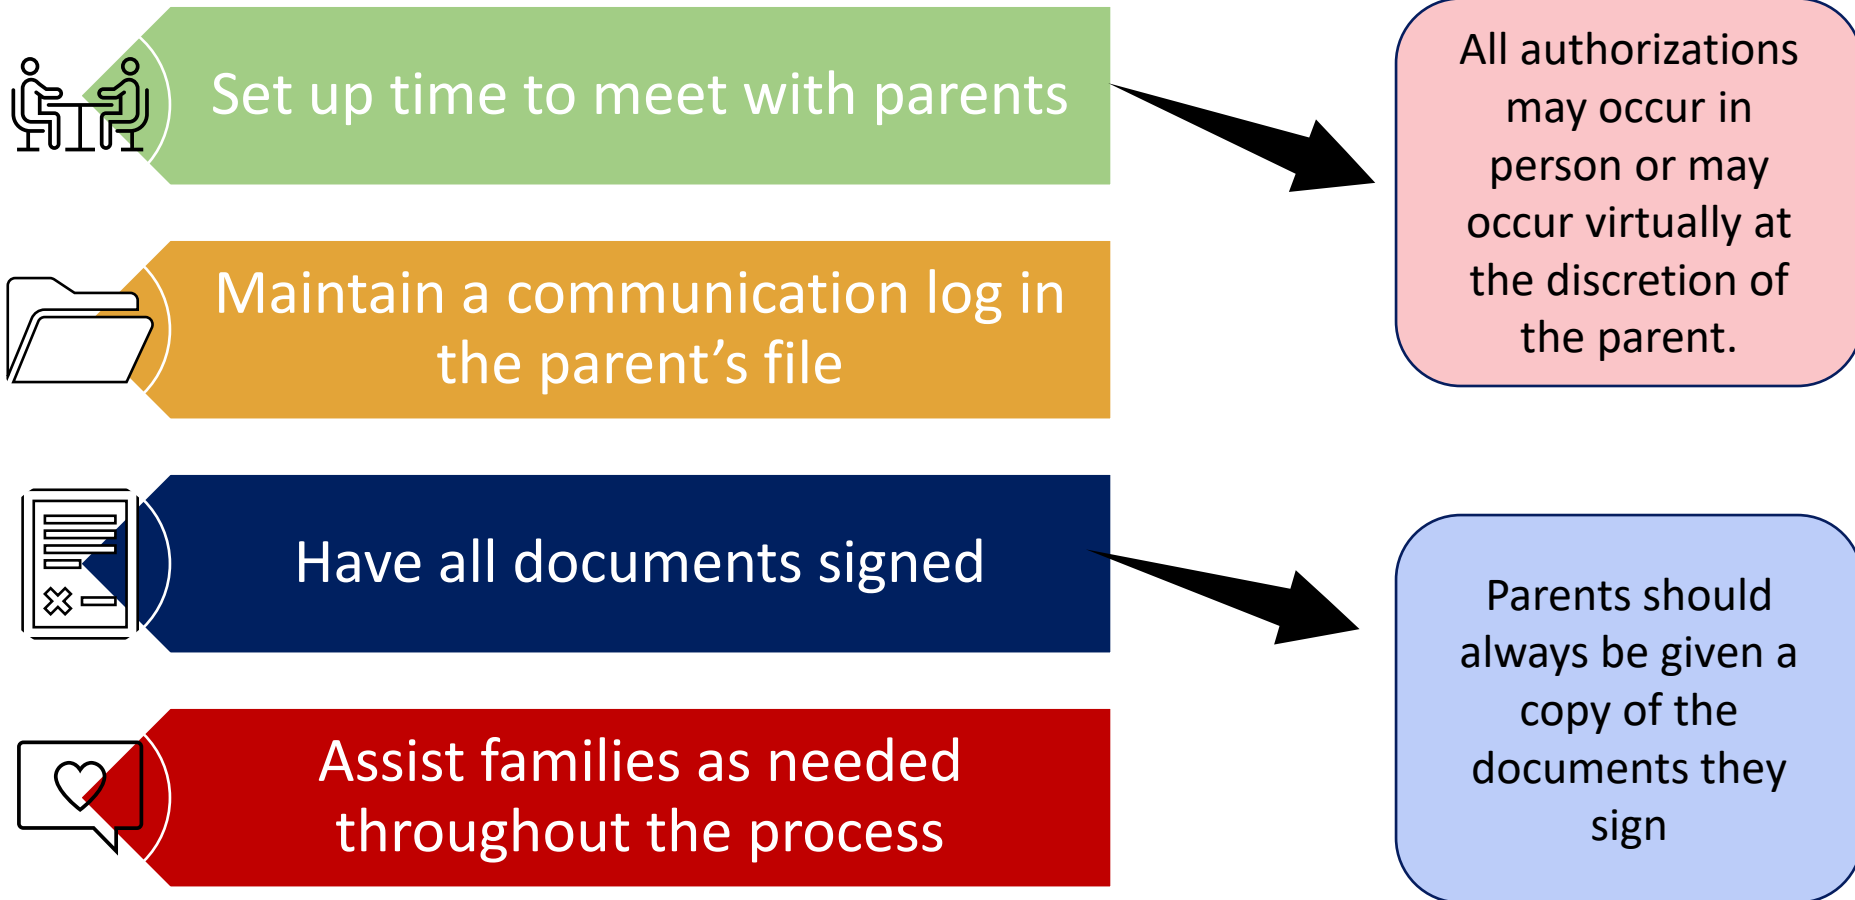 Set up time to meet with parents
All authorizations
may occur in
person or may
occur virtually at
the discretion of
the parent.
Maintain a communication log in
the parent’s file
Have all documents signed
Parents should
always be given a
copy of the
documents they
sign
Assist families as needed
throughout the process